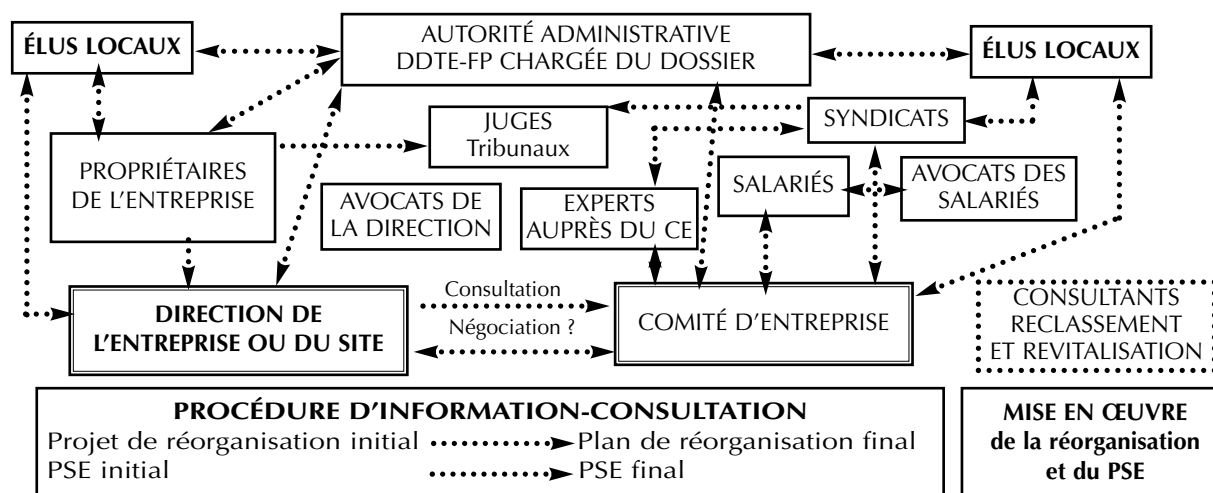 ÉLUS LOCAUX
AUTORITÉ ADMINISTRATIVE
DDTE-FP CHARGÉE DU DOSSIER
ÉLUS LOCAUX
PROPRIÉTAIRES
DE L'ENTREPRISE
JUGES
Tribunaux
SYNDICATS
AVOCATS DE
LA DIRECTION
EXPERTS
AUPRÈS DU CE
SALARIÉS
AVOCATS DES
SALARIÉS
DIRECTION DE
L'ENTREPRISE OU DU SITE
Consultation
Négociation ?
COMITÉ D'ENTREPRISE
CONSULTANTS
RECLASSEMENT
ET REVITALISATION
PROCÉDURE D'INFORMATION-CONSULTATION
Projet de réorganisation initial Plan de réorganisation final
PSE initial PSE final
MISE EN ŒUVRE
de la réorganisation
et du PSE